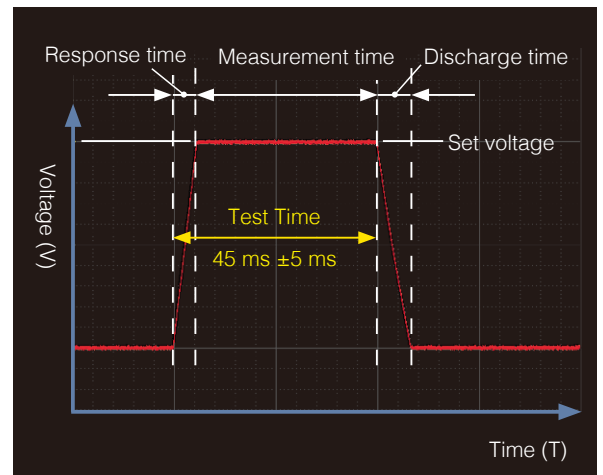 Response time
Measurement time
Discharge time
Set voltage
Voltage (V)
Test Time
45 ms ±5 ms
Time (T)